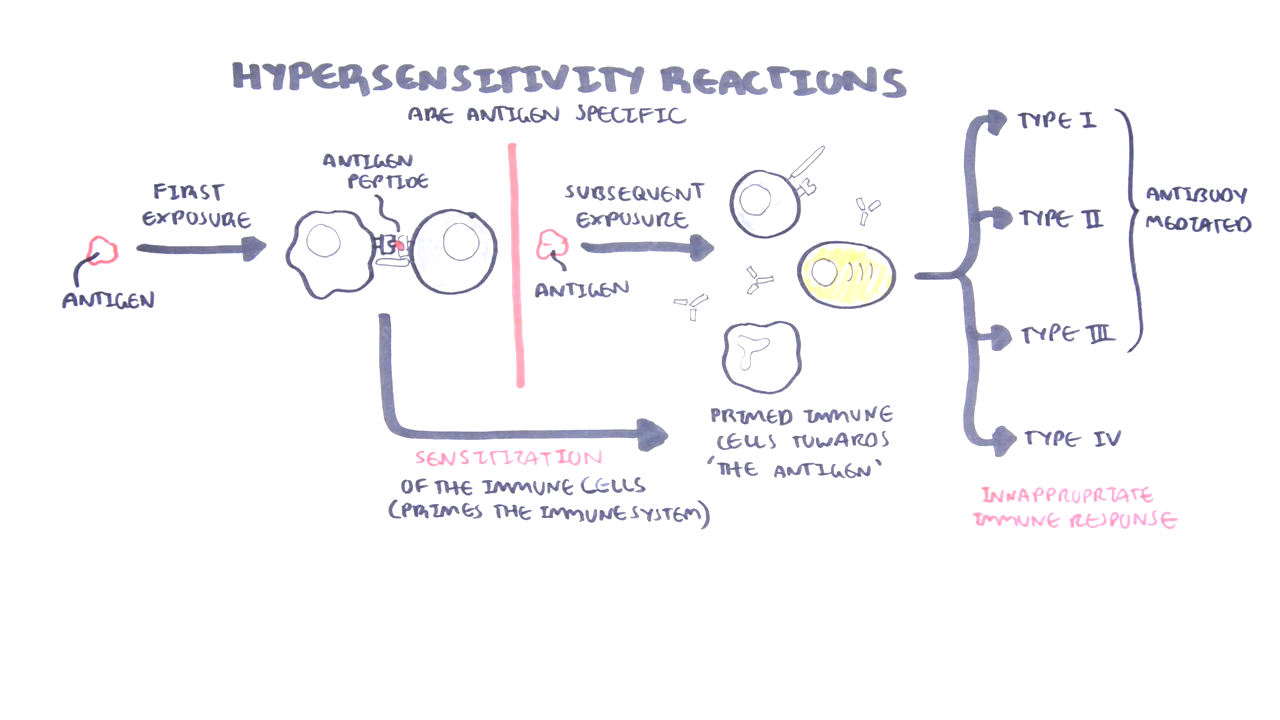 HYPERSENSITIVITY REACTIONS
ARE ANTIGEN SPECIFIC
FIRST
EXPOSURE
ANTIGEN
ANTIGEN
PEPTIDE
SUBSEQUENT
EXPOSURE
ANTIGEN
SENSITIZATION
OF THE IMMUNE CELLS
(PRIMES THE IMMUNE SYSTEM)
PRIMED IMMUNE
CELLS TOWARDS
'THE ANTIGEN'
TYPE I
TYPE II
TYPE III
TYPE IV
ANTIBODY
MEDIATED
INNAPPROPRIATE
IMMUNE RESPONSE